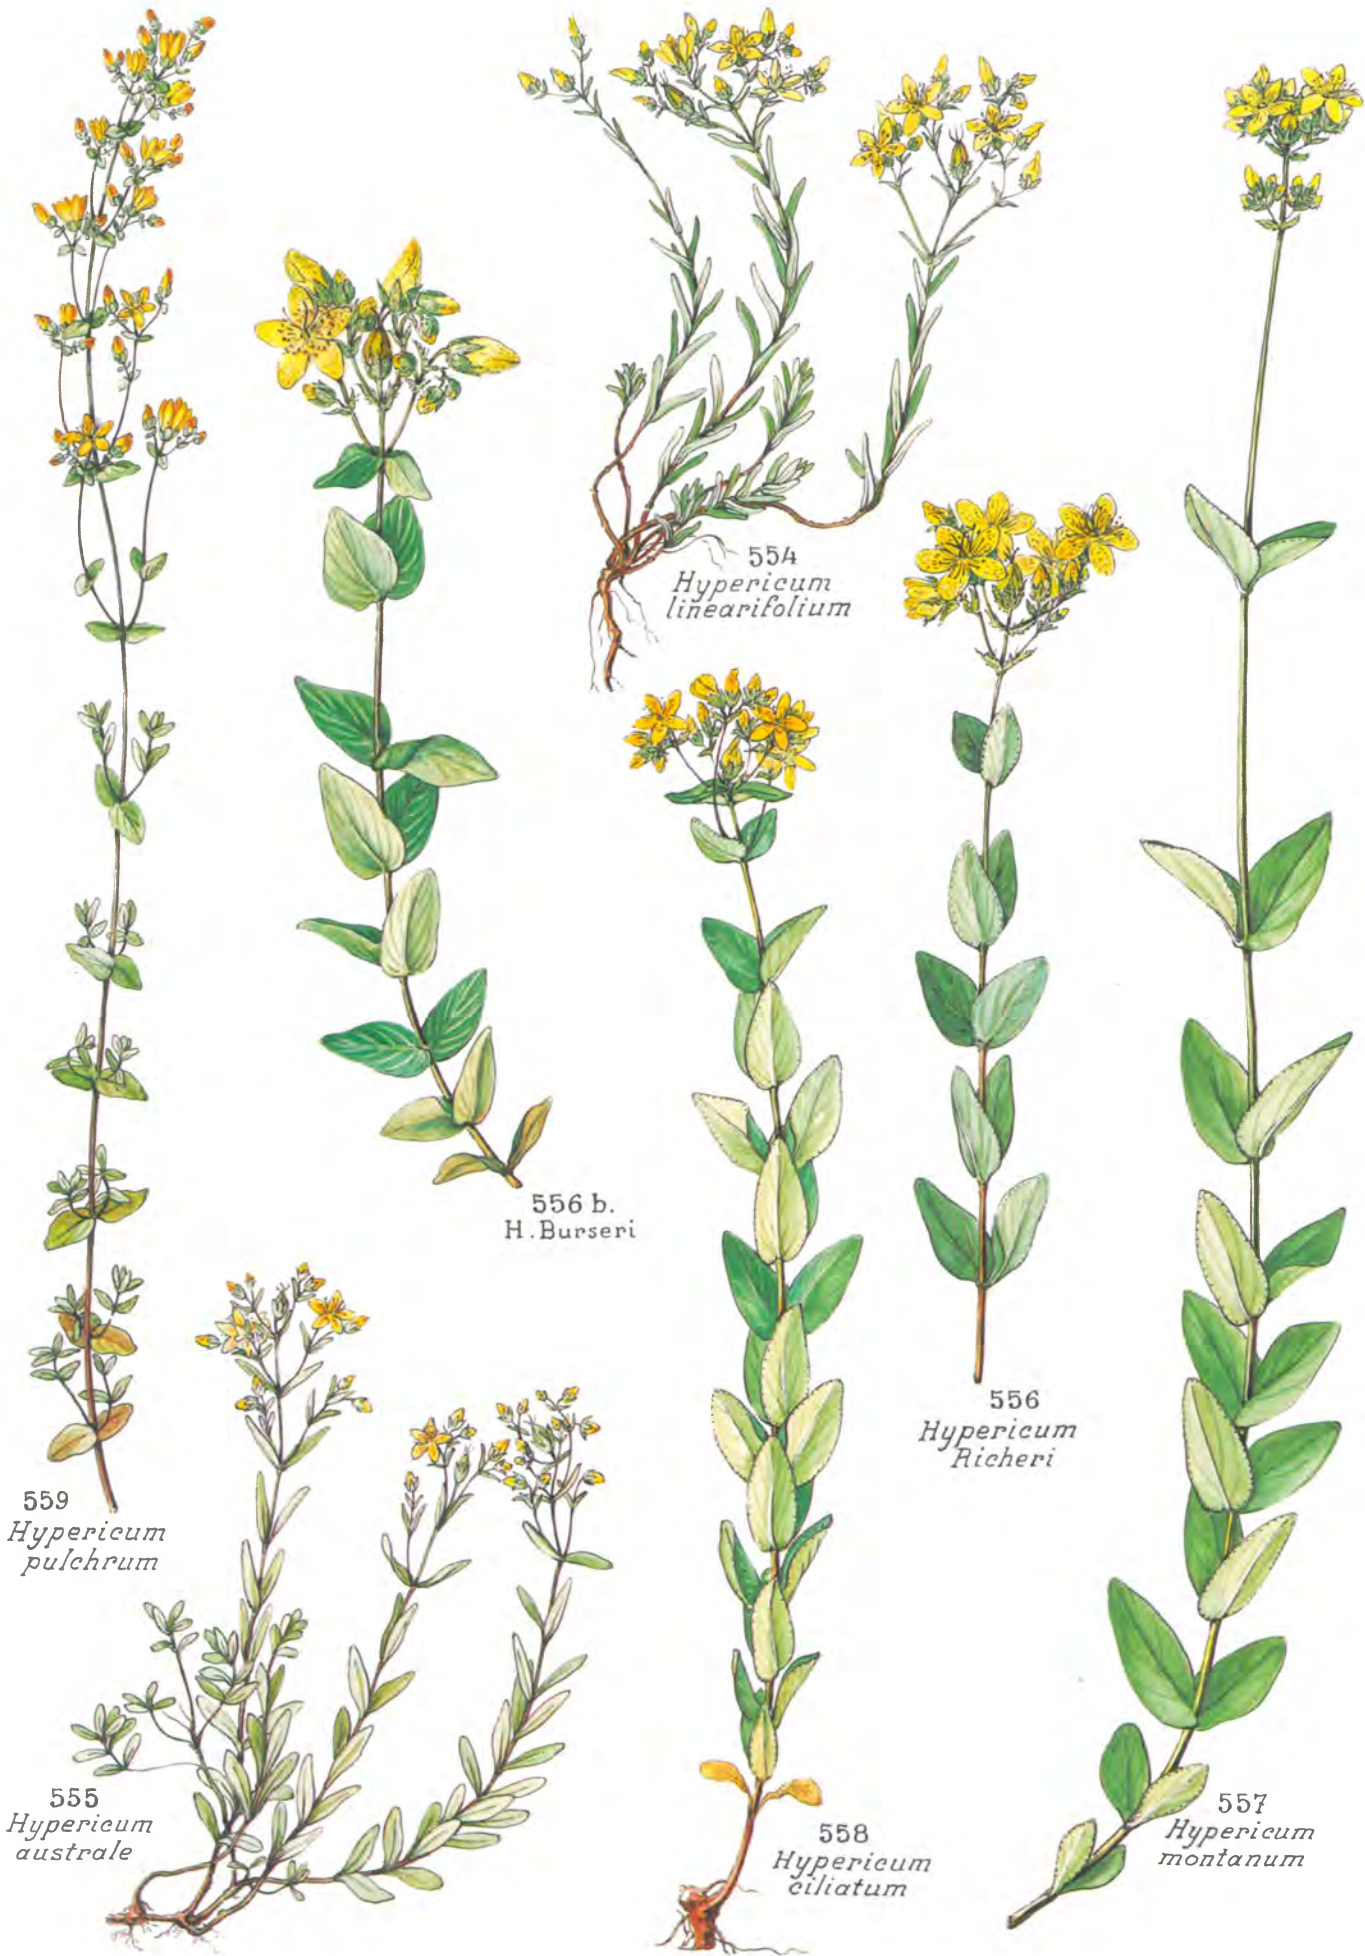 554
Hypericum
linearifolium
556 b.
H. Burseri
556
Hypericum
Richeri
559
Hypericum
pulchrum
555
Hypericum
australe
558
Hypericum
ciliatum
557
Hypericum
montanum